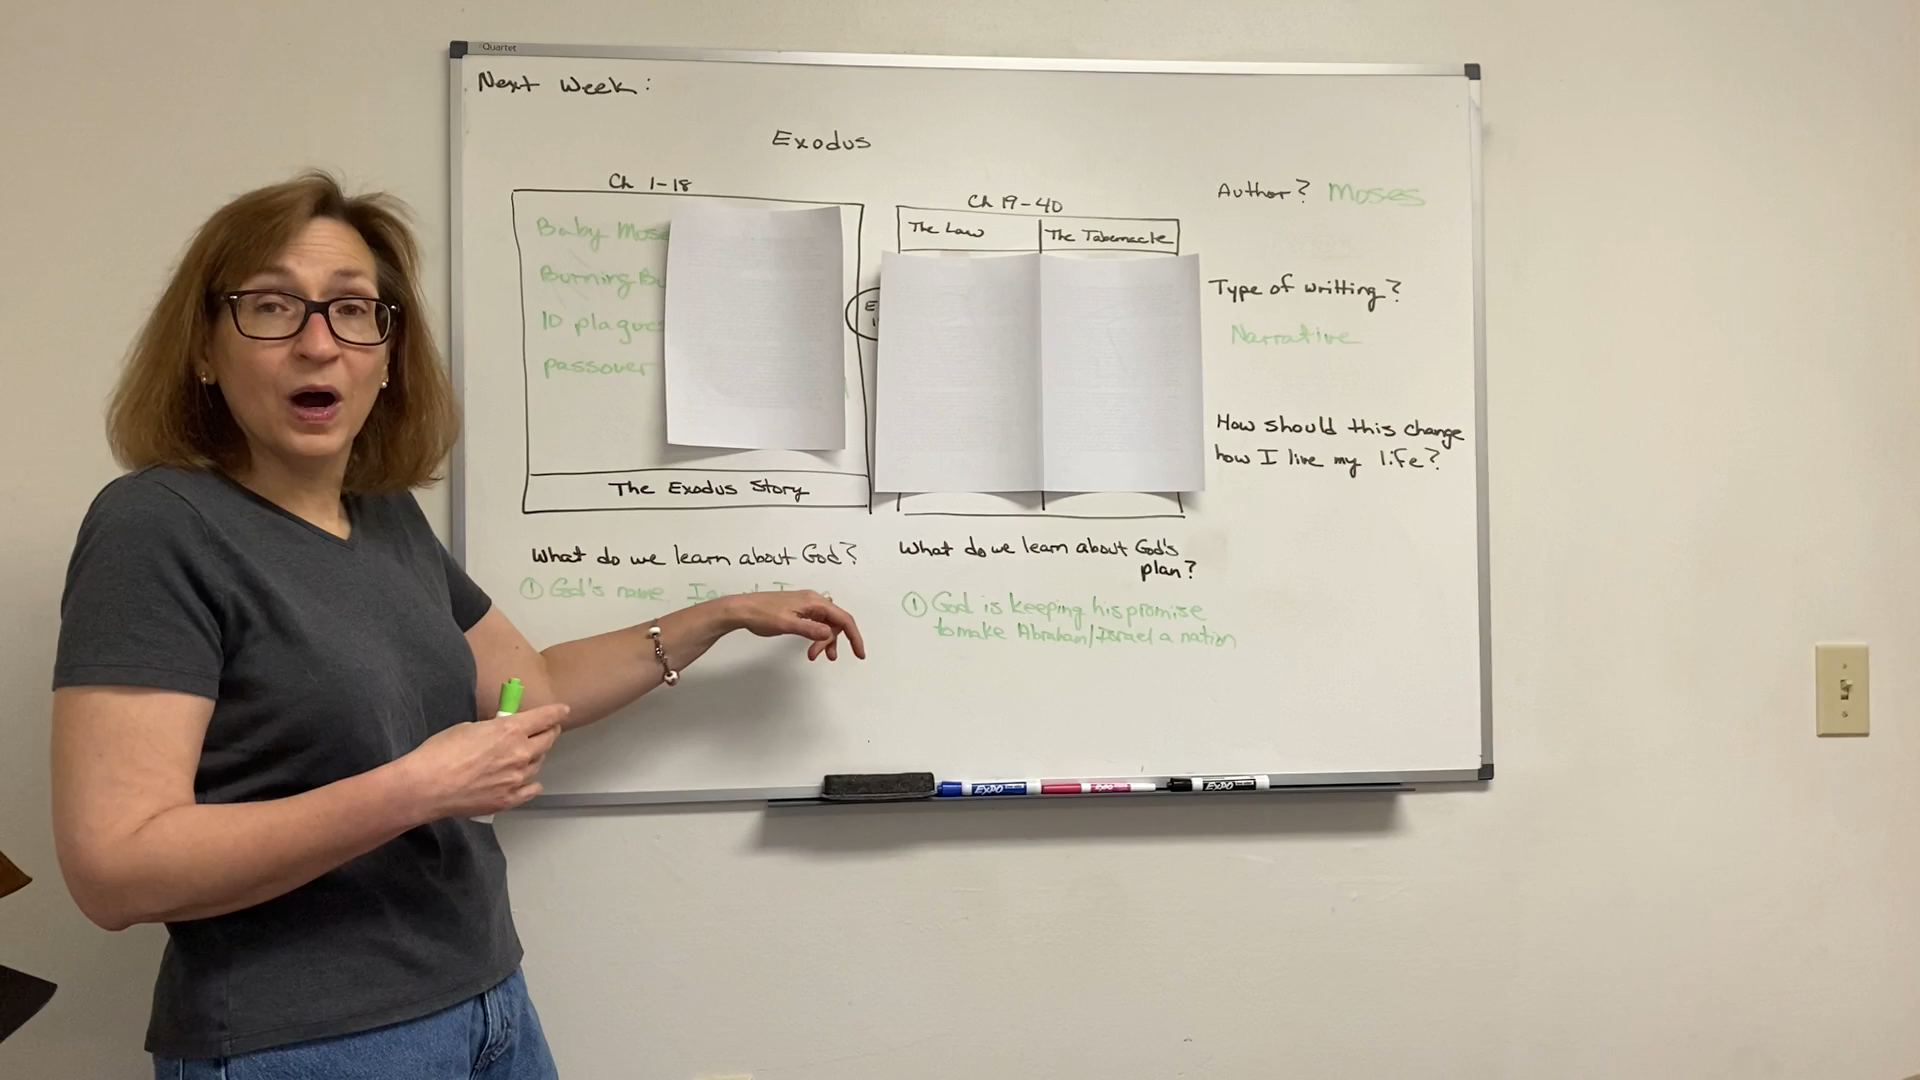 Quartet
Next Week:
Exodus
Ch 1-18
Baby Mose
Burning Bu
10 plagues
passover
The Exodus Story
Ch 19-40
The Law
The Tabernacle
Author? Moses
Type of writting?
Narrative
How should this change
how I live my life?
What do we learn about God?
① God's name
What do we learn about God's
plan?
① God is keeping his promise
to make Abraham/Israel a nation
EXPO
EXPO
EXPO